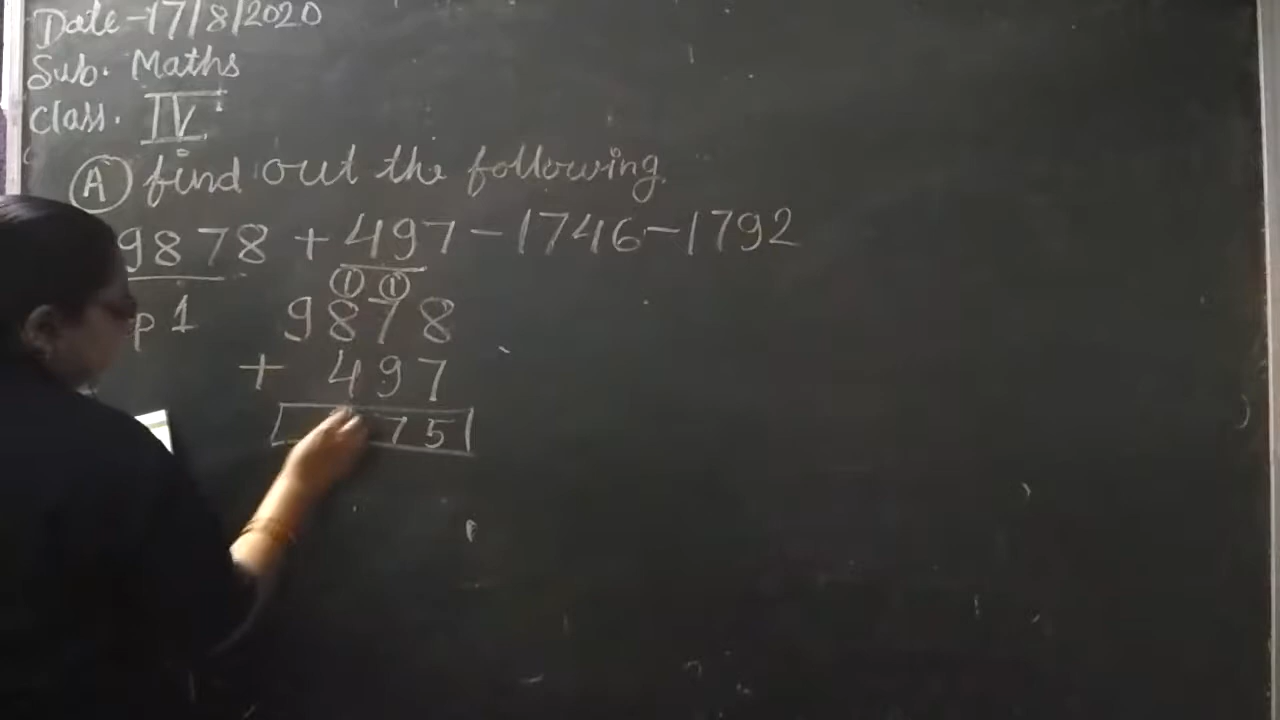 Date-17/8/2020
Sub. Maths
Class. IV
A find out the following.
9878 + 497 - 1746 - 1792
1 1
p 1 9878
+ 497
75